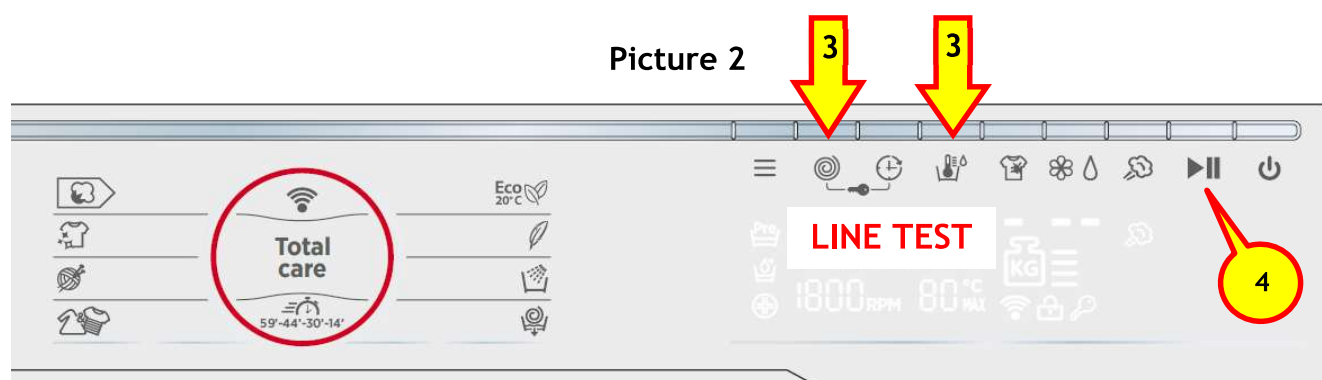 Picture 2
3
3
Eco
20°C
Total
care
59'-44'-30'-14'
Pro
LINE TEST
KG
1800 RPM 80 °C MAX
4